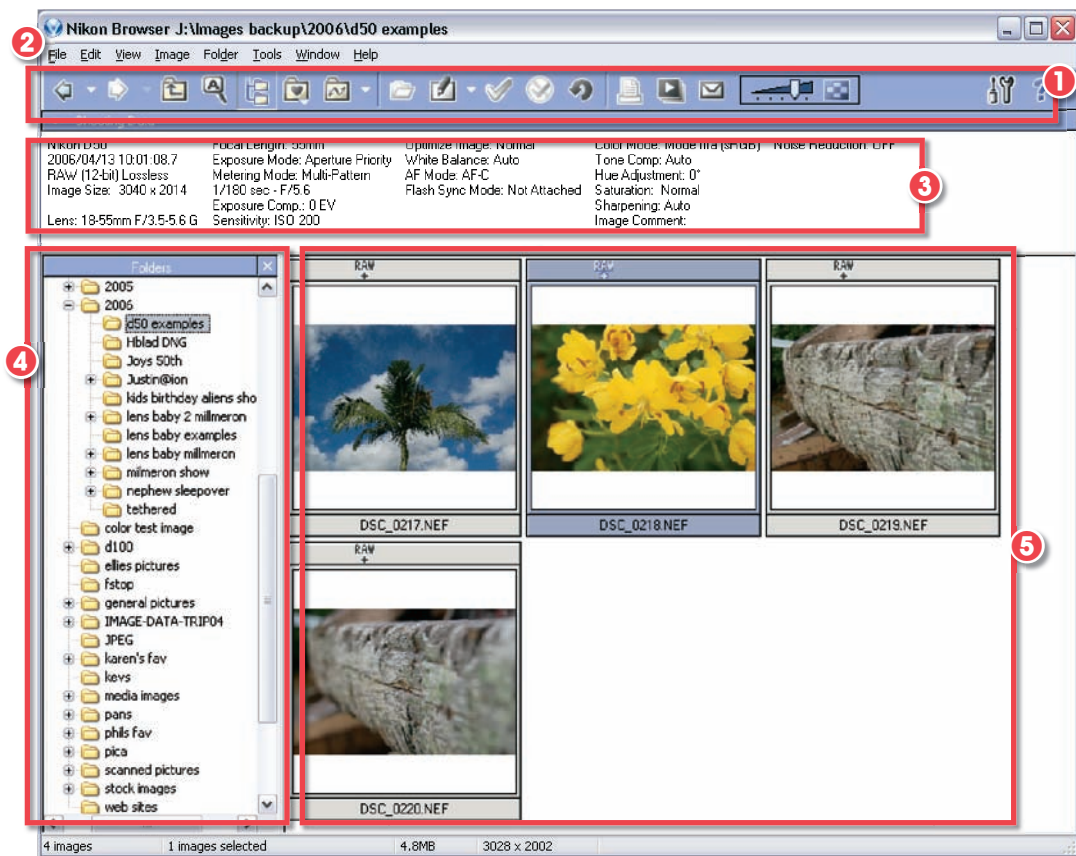 Nikon Browser J:\Images backup\2006\d50 examples
2
File Edit View Image Folder Tools Window Help
1
Shooting Data
Nikon D50 Focal Length: 55mm Optimize Image: Normal Color Mode: Mode IIIa (sRGB) Noise Reduction: OFF
2006/04/13 10:01:08.7 Exposure Mode: Aperture Priority White Balance: Auto Tone Comp: Auto
RAW (12-bit) Lossless Metering Mode: Multi-Pattern AF Mode: AF-C Hue Adjustment: 0°
Image Size: 3040 x 2014 1/180 sec - F/5.6 Flash Sync Mode: Not Attached Saturation: Normal
3
Exposure Comp.: 0 EV Sharpening: Auto
Lens: 18-55mm F/3.5-5.6 G Sensitivity: ISO 200 Image Comment:
Folders
RAW RAW RAW
2005
2006
d50 examples
Hblad DNG
4
Joys 50th
Justin@ion
kids birthday aliens sho
lens baby 2 millmeron
lens baby examples
lens baby millmeron
milmeron show
nephew sleepover
tethered
color test image
DSC_0217.NEF DSC_0218.NEF DSC_0219.NEF
d100
5
RAW
ellies pictures
fstop
general pictures
IMAGE-DATA-TRIP04
JPEG
karen's fav
keys
media images
pans
phils fav
pica
scanned pictures
stock images
web sites
DSC_0220.NEF
4 images 1 images selected 4.8MB 3028 x 2002